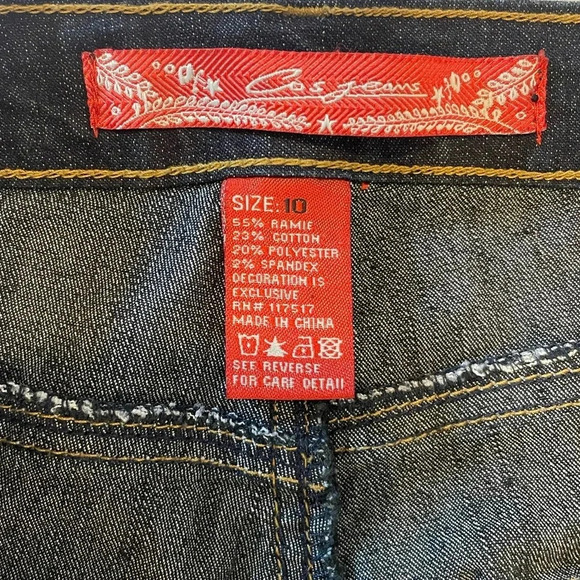 Co & Jeans
SIZE: 10
55% RAMIE
23% COTTON
20% POLYESTER
2% SPANDEX
DECORATION IS
EXCLUSIVE
RN# 117517
MADE IN CHINA
SEE REVERSE
FOR CARE DETAIL